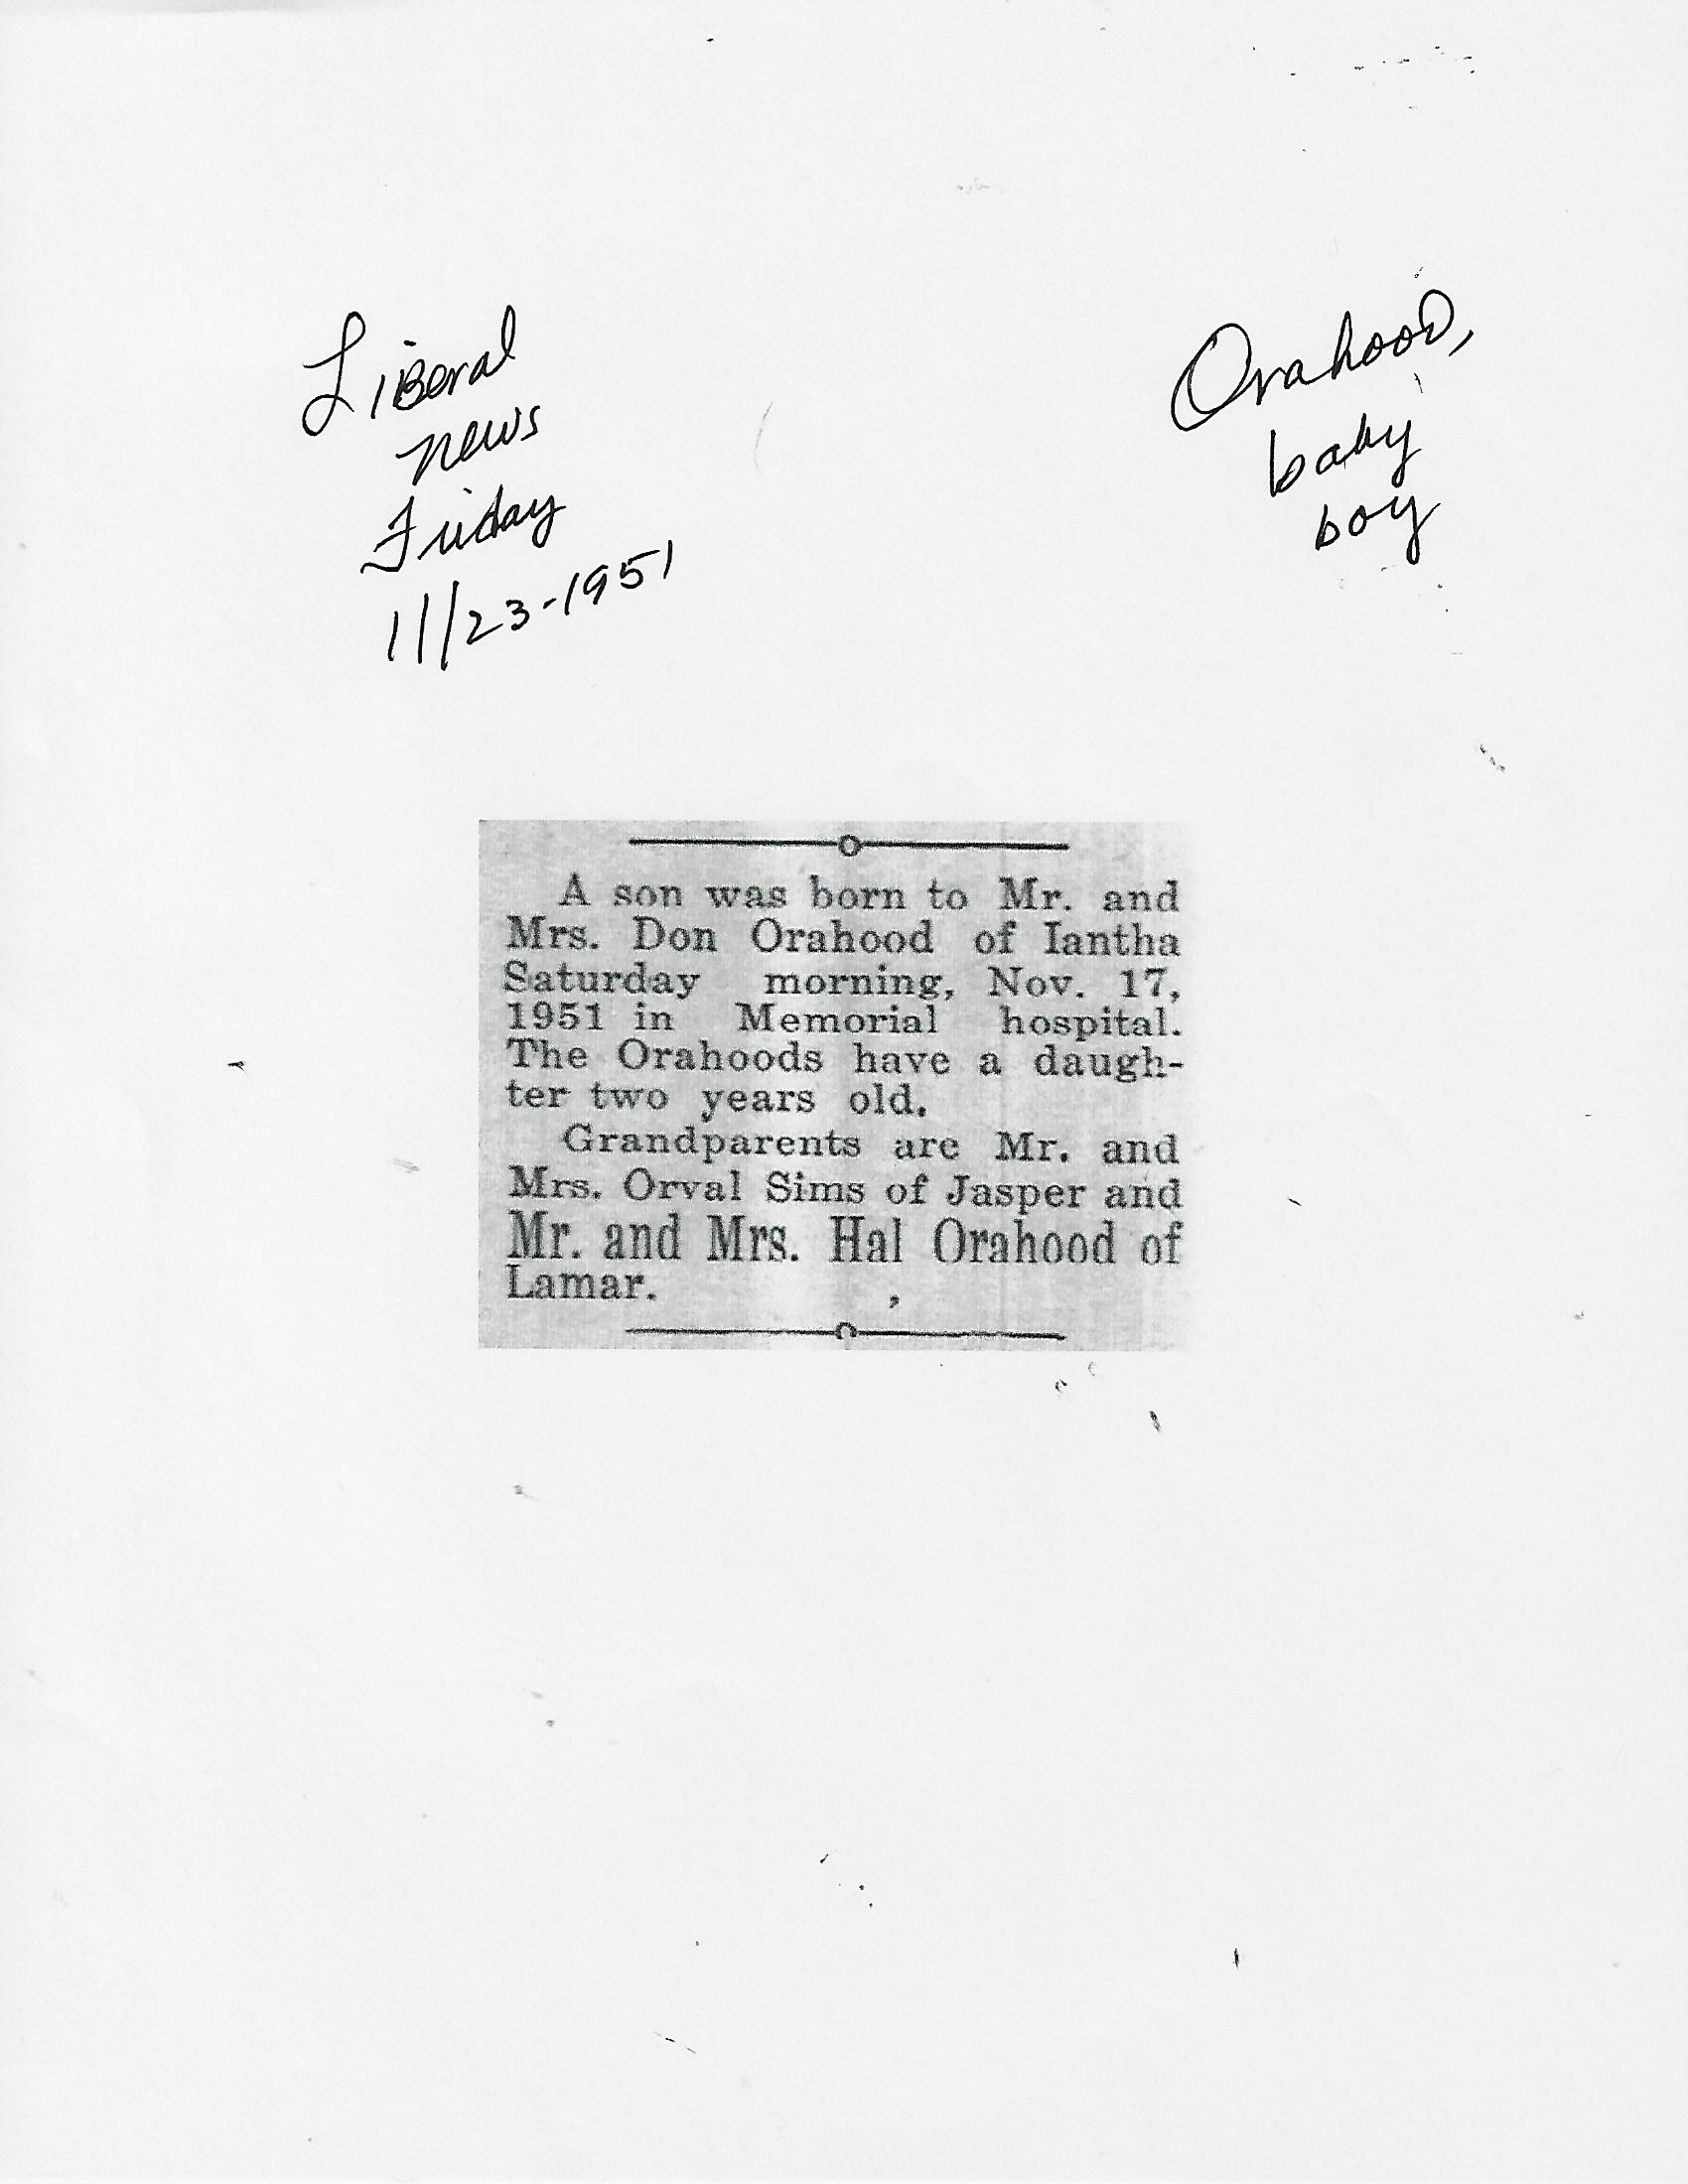 Liberal
news
Friday
11/23-1951
Orahood,
baby
boy
A son was born to Mr. and
Mrs. Don Orahood of Iantha
Saturday morning, Nov. 17,
1951 in Memorial hospital.
The Orahoods have a daugh-
ter two years old.
Grandparents are Mr. and
Mrs. Orval Sims of Jasper and
Mr. and Mrs. Hal Orahood of
Lamar.